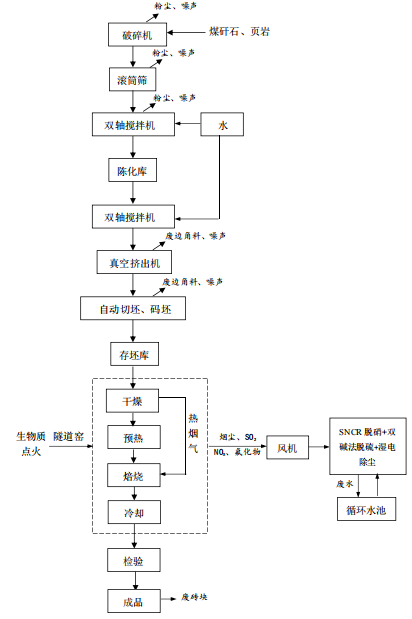 粉尘、噪声
破碎机
煤矸石、页岩
粉尘、噪声
滚筒筛
粉尘、噪声
双轴搅拌机
水
陈化库
双轴搅拌机
废边角料、噪声
真空挤出机
废边角料、噪声
自动切坯、码坯
存坯库
干燥
热烟气
生物质
点火
隧道窑
预热
焙烧
冷却
烟尘、SO₂
NOₓ、氟化物
风机
SNCR 脱硝+双
碱法脱硫+湿电
除尘
废水
循环水池
检验
成品
废砖块